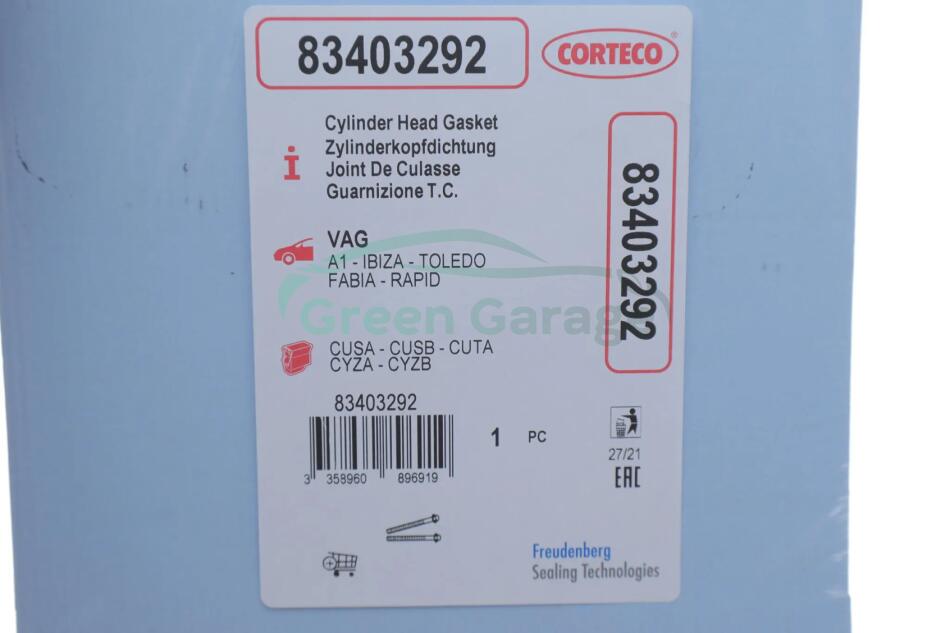 83403292
CORTECO®
Cylinder Head Gasket
Zylinderkopfdichtung
Joint De Culasse
Guarnizione T.C.
83403292
VAG
A1 - IBIZA - TOLEDO
FABIA - RAPID
Green Garage
CUSA - CUSB - CUTA
CYZA - CYZB
83403292
3 358960 896919
1 PC
27/21
EAC
Freudenberg
Sealing Technologies